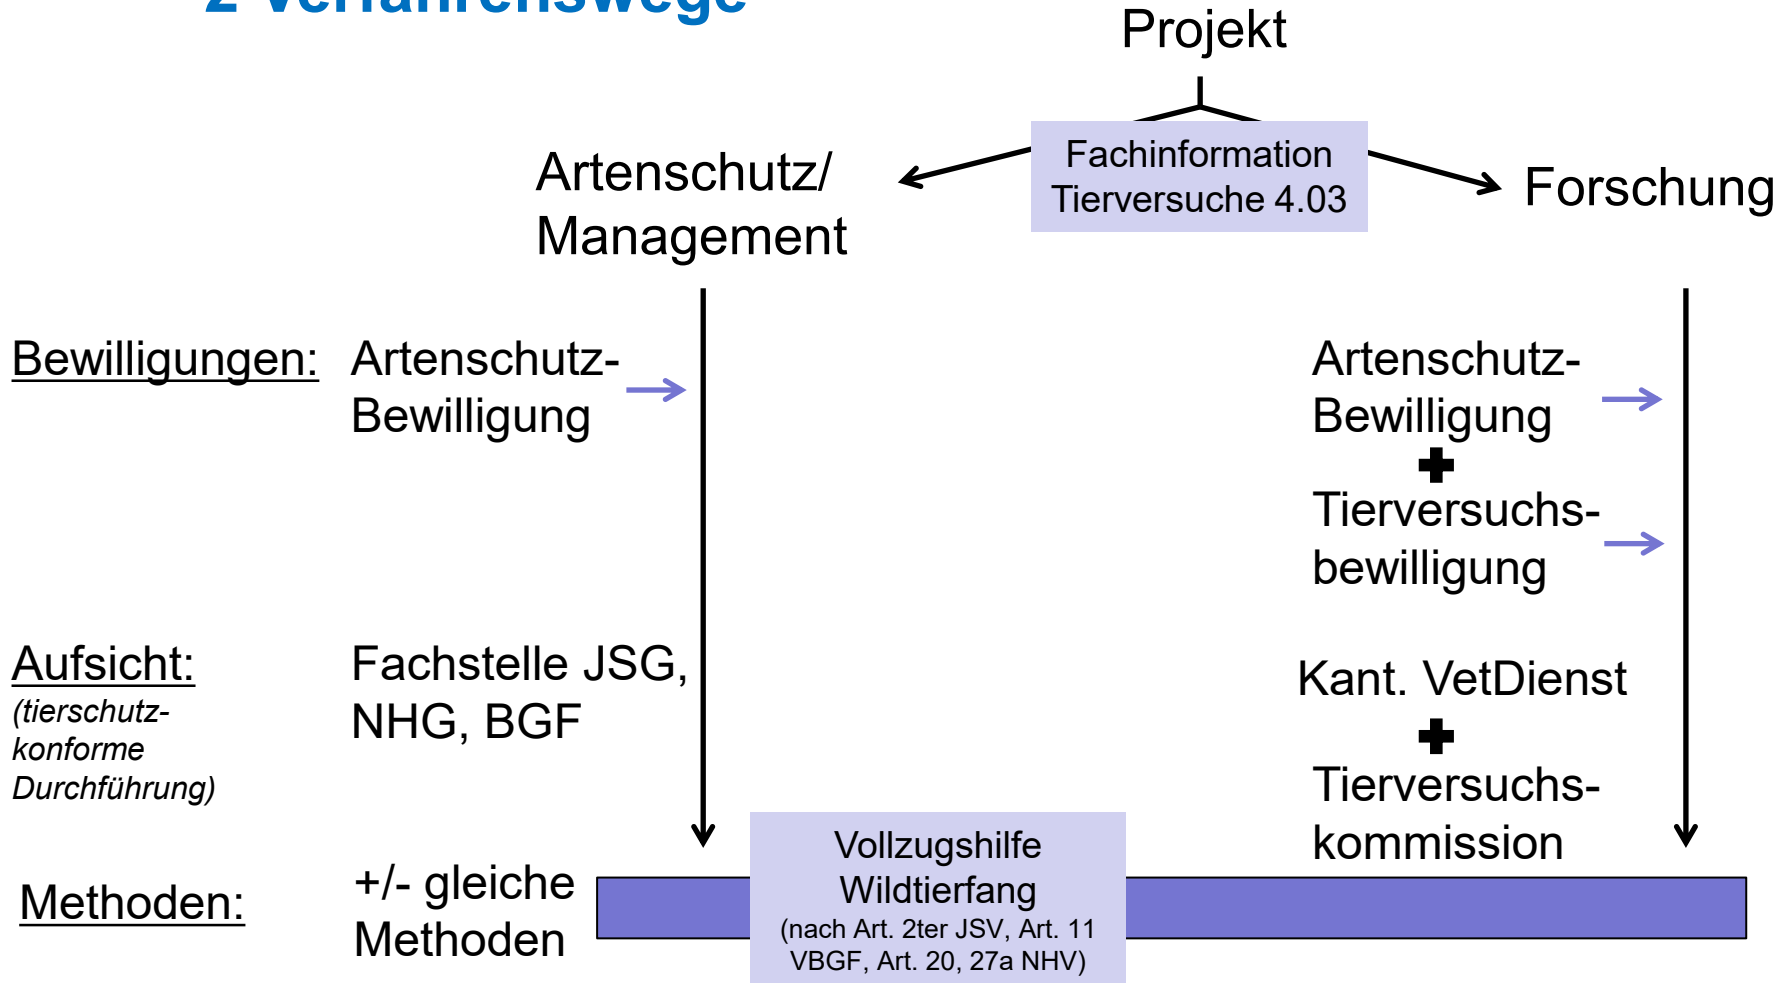 2 Verfahrenswege
Projekt
Fachinformation
Tierversuche 4.03
Artenschutz/
Management
Forschung
Bewilligungen:
Artenschutz-
Bewilligung
Artenschutz-
Bewilligung
Tierversuchs-
bewilligung
Aufsicht:
(tierschutz-
konforme
Durchführung)
Fachstelle JSG,
NHG, BGF
Kant. VetDienst
Tierversuchs-
kommission
Methoden:
+/- gleiche
Methoden
Vollzugshilfe
Wildtierfang
(nach Art. 2ter JSV, Art. 11
VBGF, Art. 20, 27a NHV)